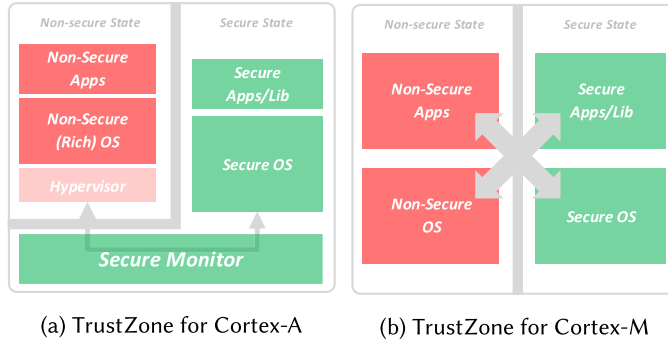 Non-secure State
Secure State
Non-Secure
Apps
Non-Secure
(Rich) OS
Hypervisor
Secure
Apps/Lib
Secure OS
Secure Monitor
(a) TrustZone for Cortex-A
Non-secure State
Secure State
Non-Secure
Apps
Secure
Apps/Lib
Non-Secure
OS
Secure OS
(b) TrustZone for Cortex-M